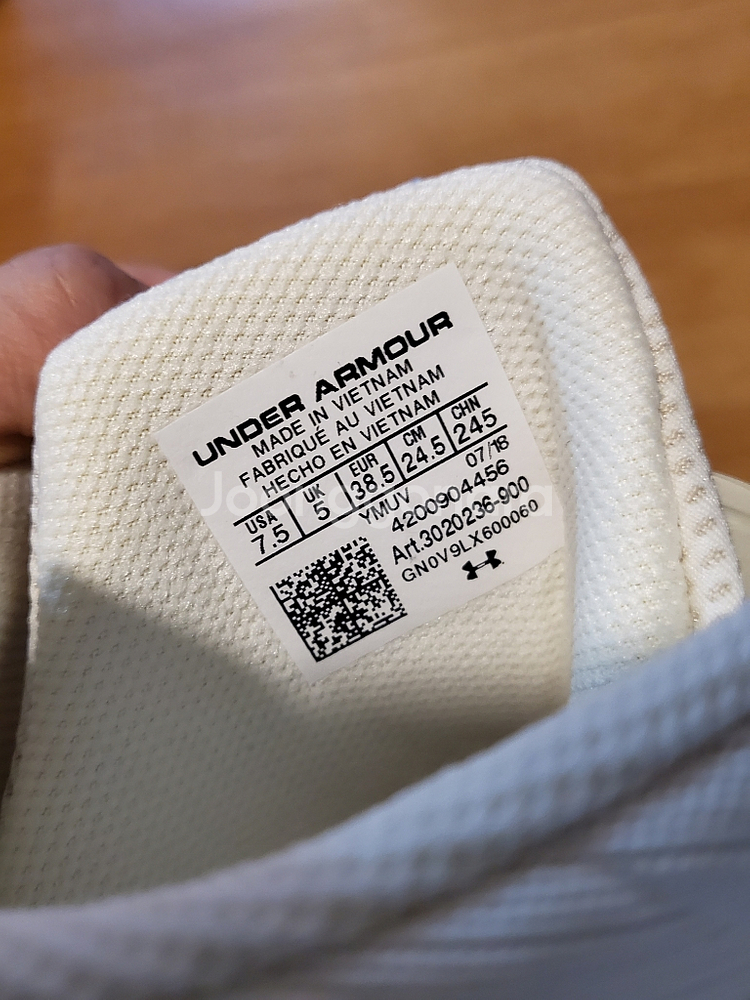 UNDER ARMOUR
MADE IN VIETNAM
FABRIQUÉ AU VIETNAM
HECHO EN VIETNAM
USA UK EUR CM CHN
7.5 5 38.5 24.5 245
YMUV 07/18
4200904456
Art.3020236-900
GN0V9LX600060